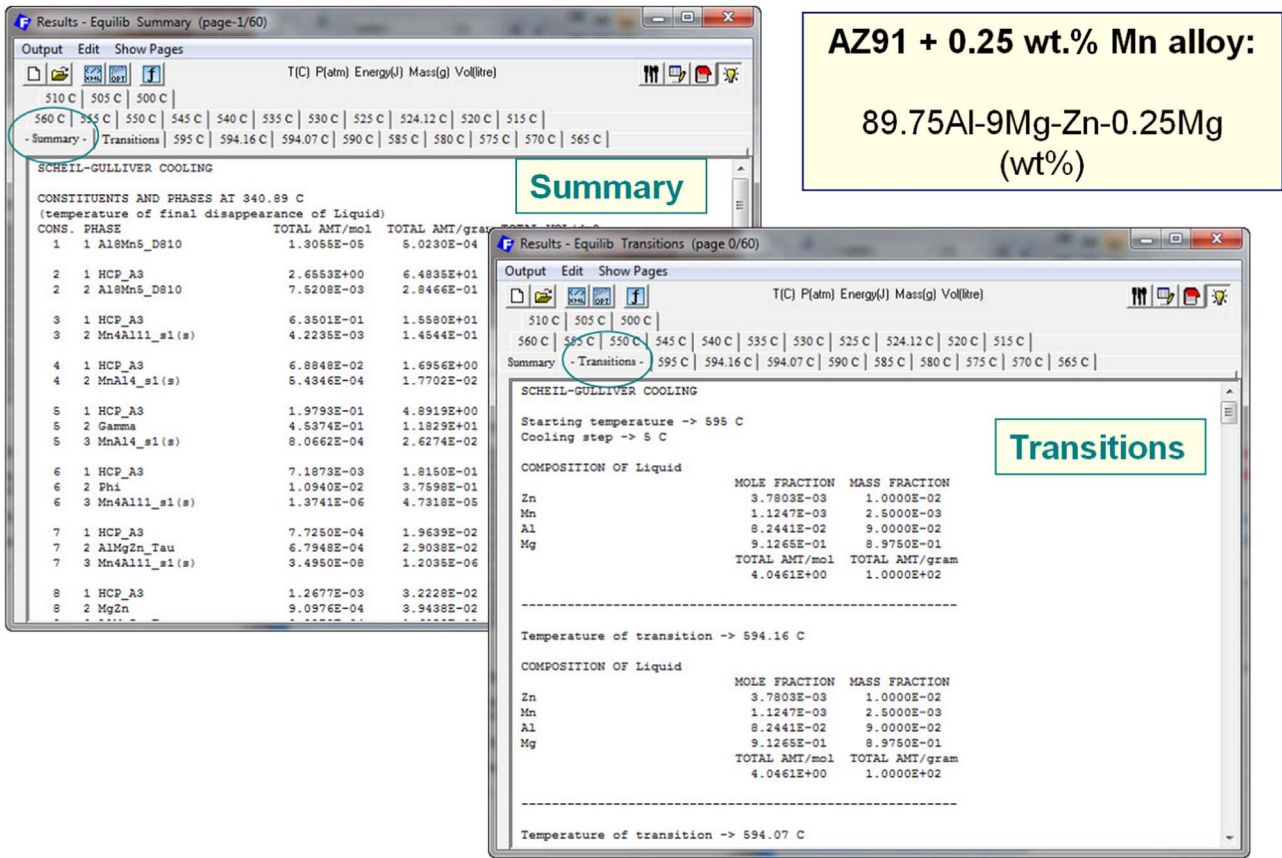 Results - Equilib Summary (page-1/60)
Output Edit Show Pages
T(C) P(atm) Energy(J) Mass(g) Vol(litre)
510 C 505 C 500 C
560 C 555 C 550 C 545 C 540 C 535 C 530 C 525 C 524.12 C 520 C 515 C
- Summary - Transitions 595 C 594.16 C 594.07 C 590 C 585 C 580 C 575 C 570 C 565 C
SCHEIL-GULLIVER COOLING
Summary
CONSTITUENTS AND PHASES AT 340.89 C
(temperature of final disappearance of Liquid)
CONS. PHASE TOTAL AMT/mol TOTAL AMT/gram
1 1 Al8Mn5_D810 1.3055E-05 5.0230E-04
2 1 HCP_A3 2.6553E+00 6.4835E+01
2 2 Al8Mn5_D810 7.5208E-03 2.8466E-01
3 1 HCP_A3 6.3501E-01 1.5580E+01
3 2 Mn4Al11_s1(s) 4.2235E-03 1.4544E-01
4 1 HCP_A3 6.8848E-02 1.6956E+00
4 2 MnAl4_s1(s) 5.4346E-04 1.7702E-02
5 1 HCP_A3 1.9793E-01 4.8919E+00
5 2 Gamma 4.5374E-01 1.1829E+01
5 3 MnAl4_s1(s) 8.0662E-04 2.6274E-02
6 1 HCP_A3 7.1873E-03 1.8150E-01
6 2 Phi 1.0940E-02 3.7598E-01
6 3 Mn4Al11_s1(s) 1.3741E-06 4.7318E-05
7 1 HCP_A3 7.7250E-04 1.9639E-02
7 2 AlMgZn_Tau 6.7948E-04 2.9038E-02
7 3 Mn4Al11_s1(s) 3.4950E-08 1.2035E-06
8 1 HCP_A3 1.2677E-03 3.2228E-02
8 2 MgZn 9.0976E-04 3.9438E-02
AZ91 + 0.25 wt.% Mn alloy:
89.75Al-9Mg-Zn-0.25Mg
(wt%)
Results - Equilib Transitions (page 0/60)
Output Edit Show Pages
T(C) P(atm) Energy(J) Mass(g) Vol(litre)
510 C 505 C 500 C
560 C 555 C 550 C 545 C 540 C 535 C 530 C 525 C 524.12 C 520 C 515 C
Summary - Transitions - 595 C 594.16 C 594.07 C 590 C 585 C 580 C 575 C 570 C 565 C
SCHEIL-GULLIVER COOLING
Starting temperature -> 595 C
Cooling step -> 5 C
Transitions
COMPOSITION OF Liquid
MOLE FRACTION MASS FRACTION
Zn 3.7803E-03 1.0000E-02
Mn 1.1247E-03 2.5000E-03
Al 8.2441E-02 9.0000E-02
Mg 9.1265E-01 8.9750E-01
TOTAL AMT/mol TOTAL AMT/gram
4.0461E+00 1.0000E+02
Temperature of transition -> 594.16 C
COMPOSITION OF Liquid
MOLE FRACTION MASS FRACTION
Zn 3.7803E-03 1.0000E-02
Mn 1.1247E-03 2.5000E-03
Al 8.2441E-02 9.0000E-02
Mg 9.1265E-01 8.9750E-01
TOTAL AMT/mol TOTAL AMT/gram
4.0461E+00 1.0000E+02
Temperature of transition -> 594.07 C